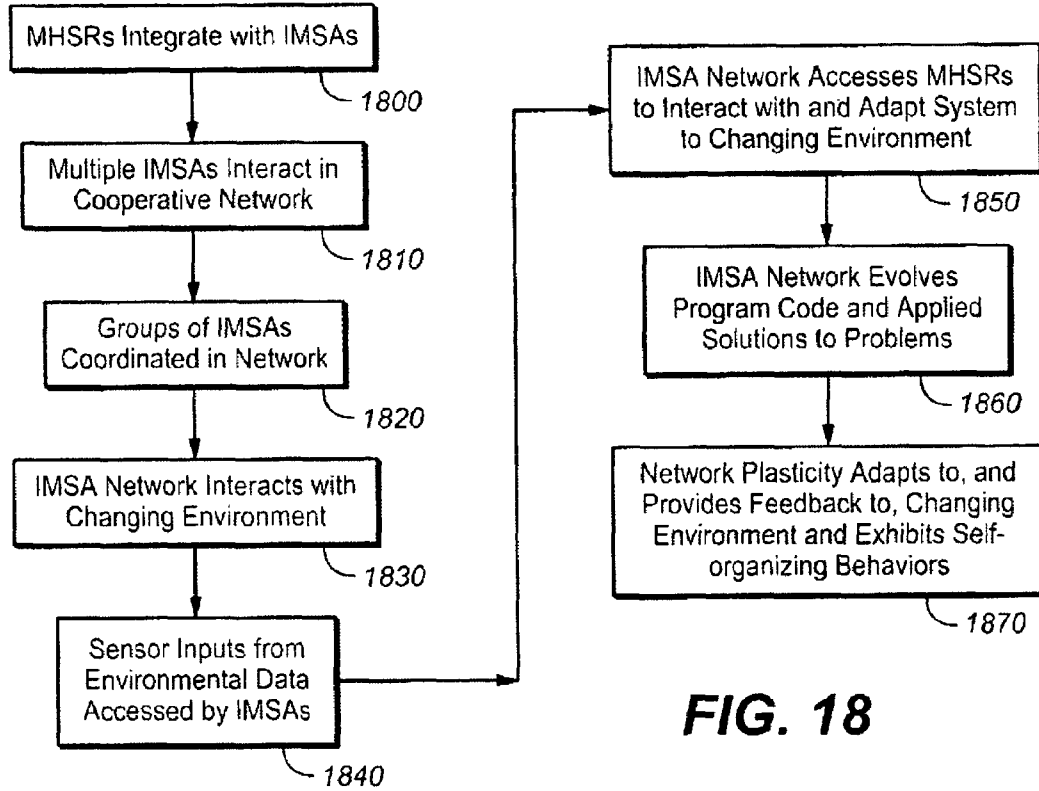 MHSRs Integrate with IMSAs
1800
Multiple IMSAs Interact in
Cooperative Network
1810
Groups of IMSAs
Coordinated in Network
1820
IMSA Network Interacts with
Changing Environment
1830
Sensor Inputs from
Environmental Data
Accessed by IMSAs
1840
IMSA Network Accesses MHSRs
to Interact with and Adapt System
to Changing Environment
1850
IMSA Network Evolves
Program Code and Applied
Solutions to Problems
1860
Network Plasticity Adapts to, and
Provides Feedback to, Changing
Environment and Exhibits Self-
organizing Behaviors
1870
FIG. 18